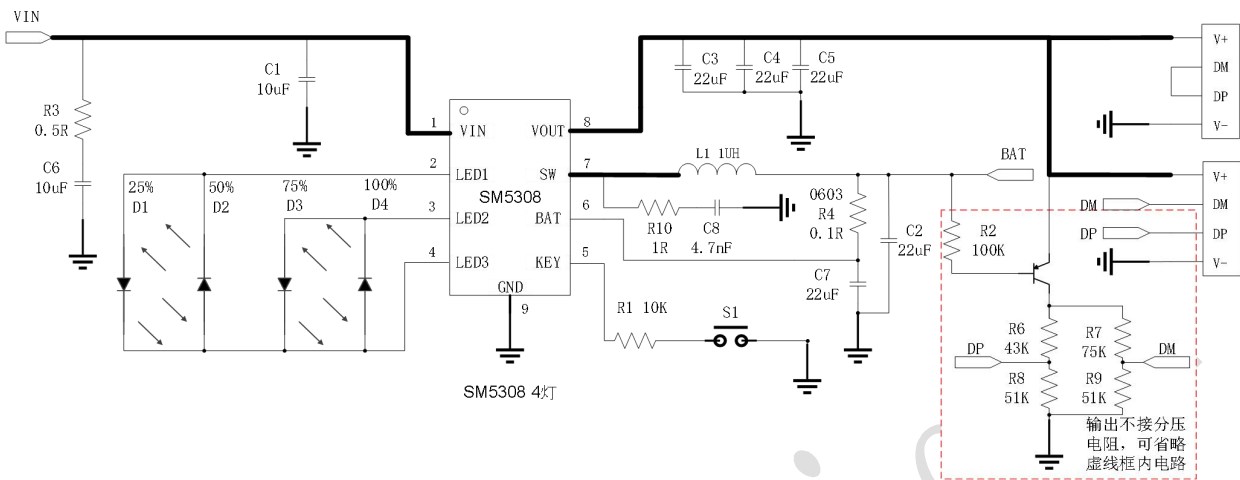 VIN
R3
0.5R
C6
10uF
C1
10uF
25%
D1
50%
D2
75%
D3
100%
D4
1
2
3
4
VIN
LED1
LED2
LED3
VOUT
SW
BAT
KEY
SM5308
GND
9
8
7
6
5
C3
22uF
C4
22uF
C5
22uF
L1 1UH
R10
1R
C8
4.7nF
0603
R4
0.1R
C7
22uF
C2
22uF
BAT
R1 10K
S1
SM5308 4灯
V+
DM
DP
V-
V+
DM
DP
V-
DM
DP
R2
100K
R6
43K
R7
75K
DP
DM
R8
51K
R9
51K
输出不接分压
电阻，可省略
虚线框内电路